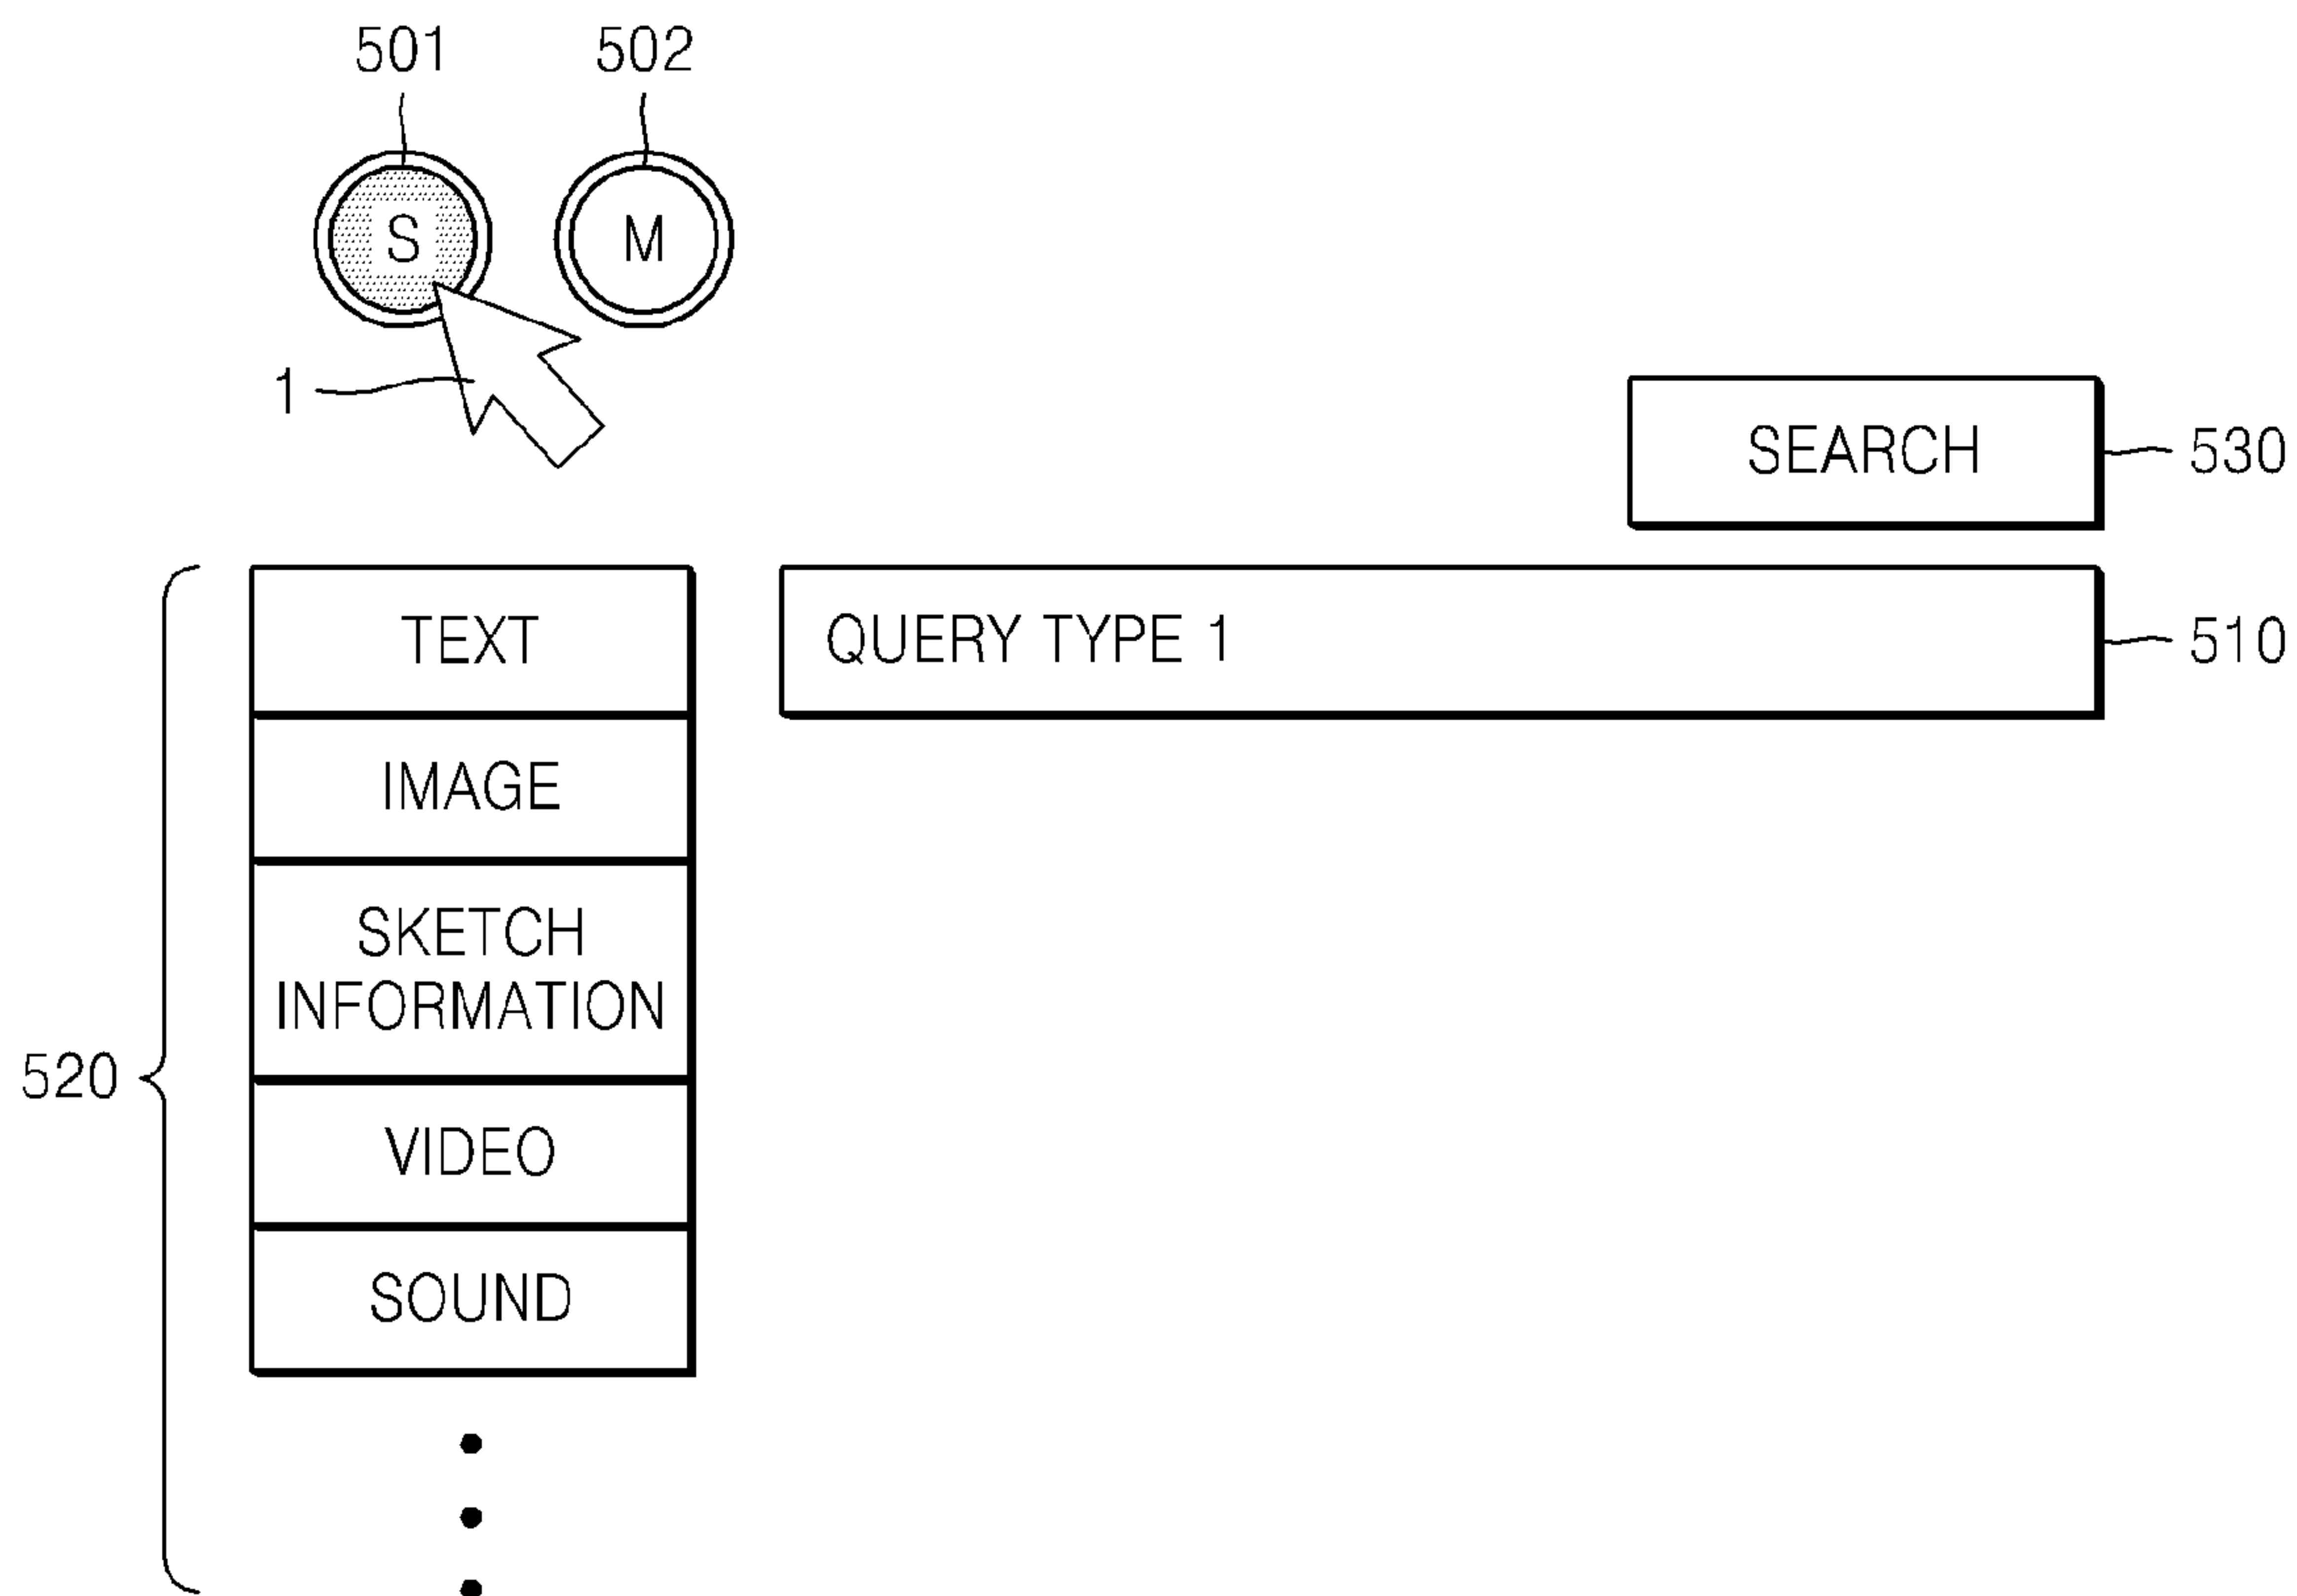 501 502
S M
1
SEARCH 530
TEXT QUERY TYPE 1 510
IMAGE
SKETCH
INFORMATION
520
VIDEO
SOUND